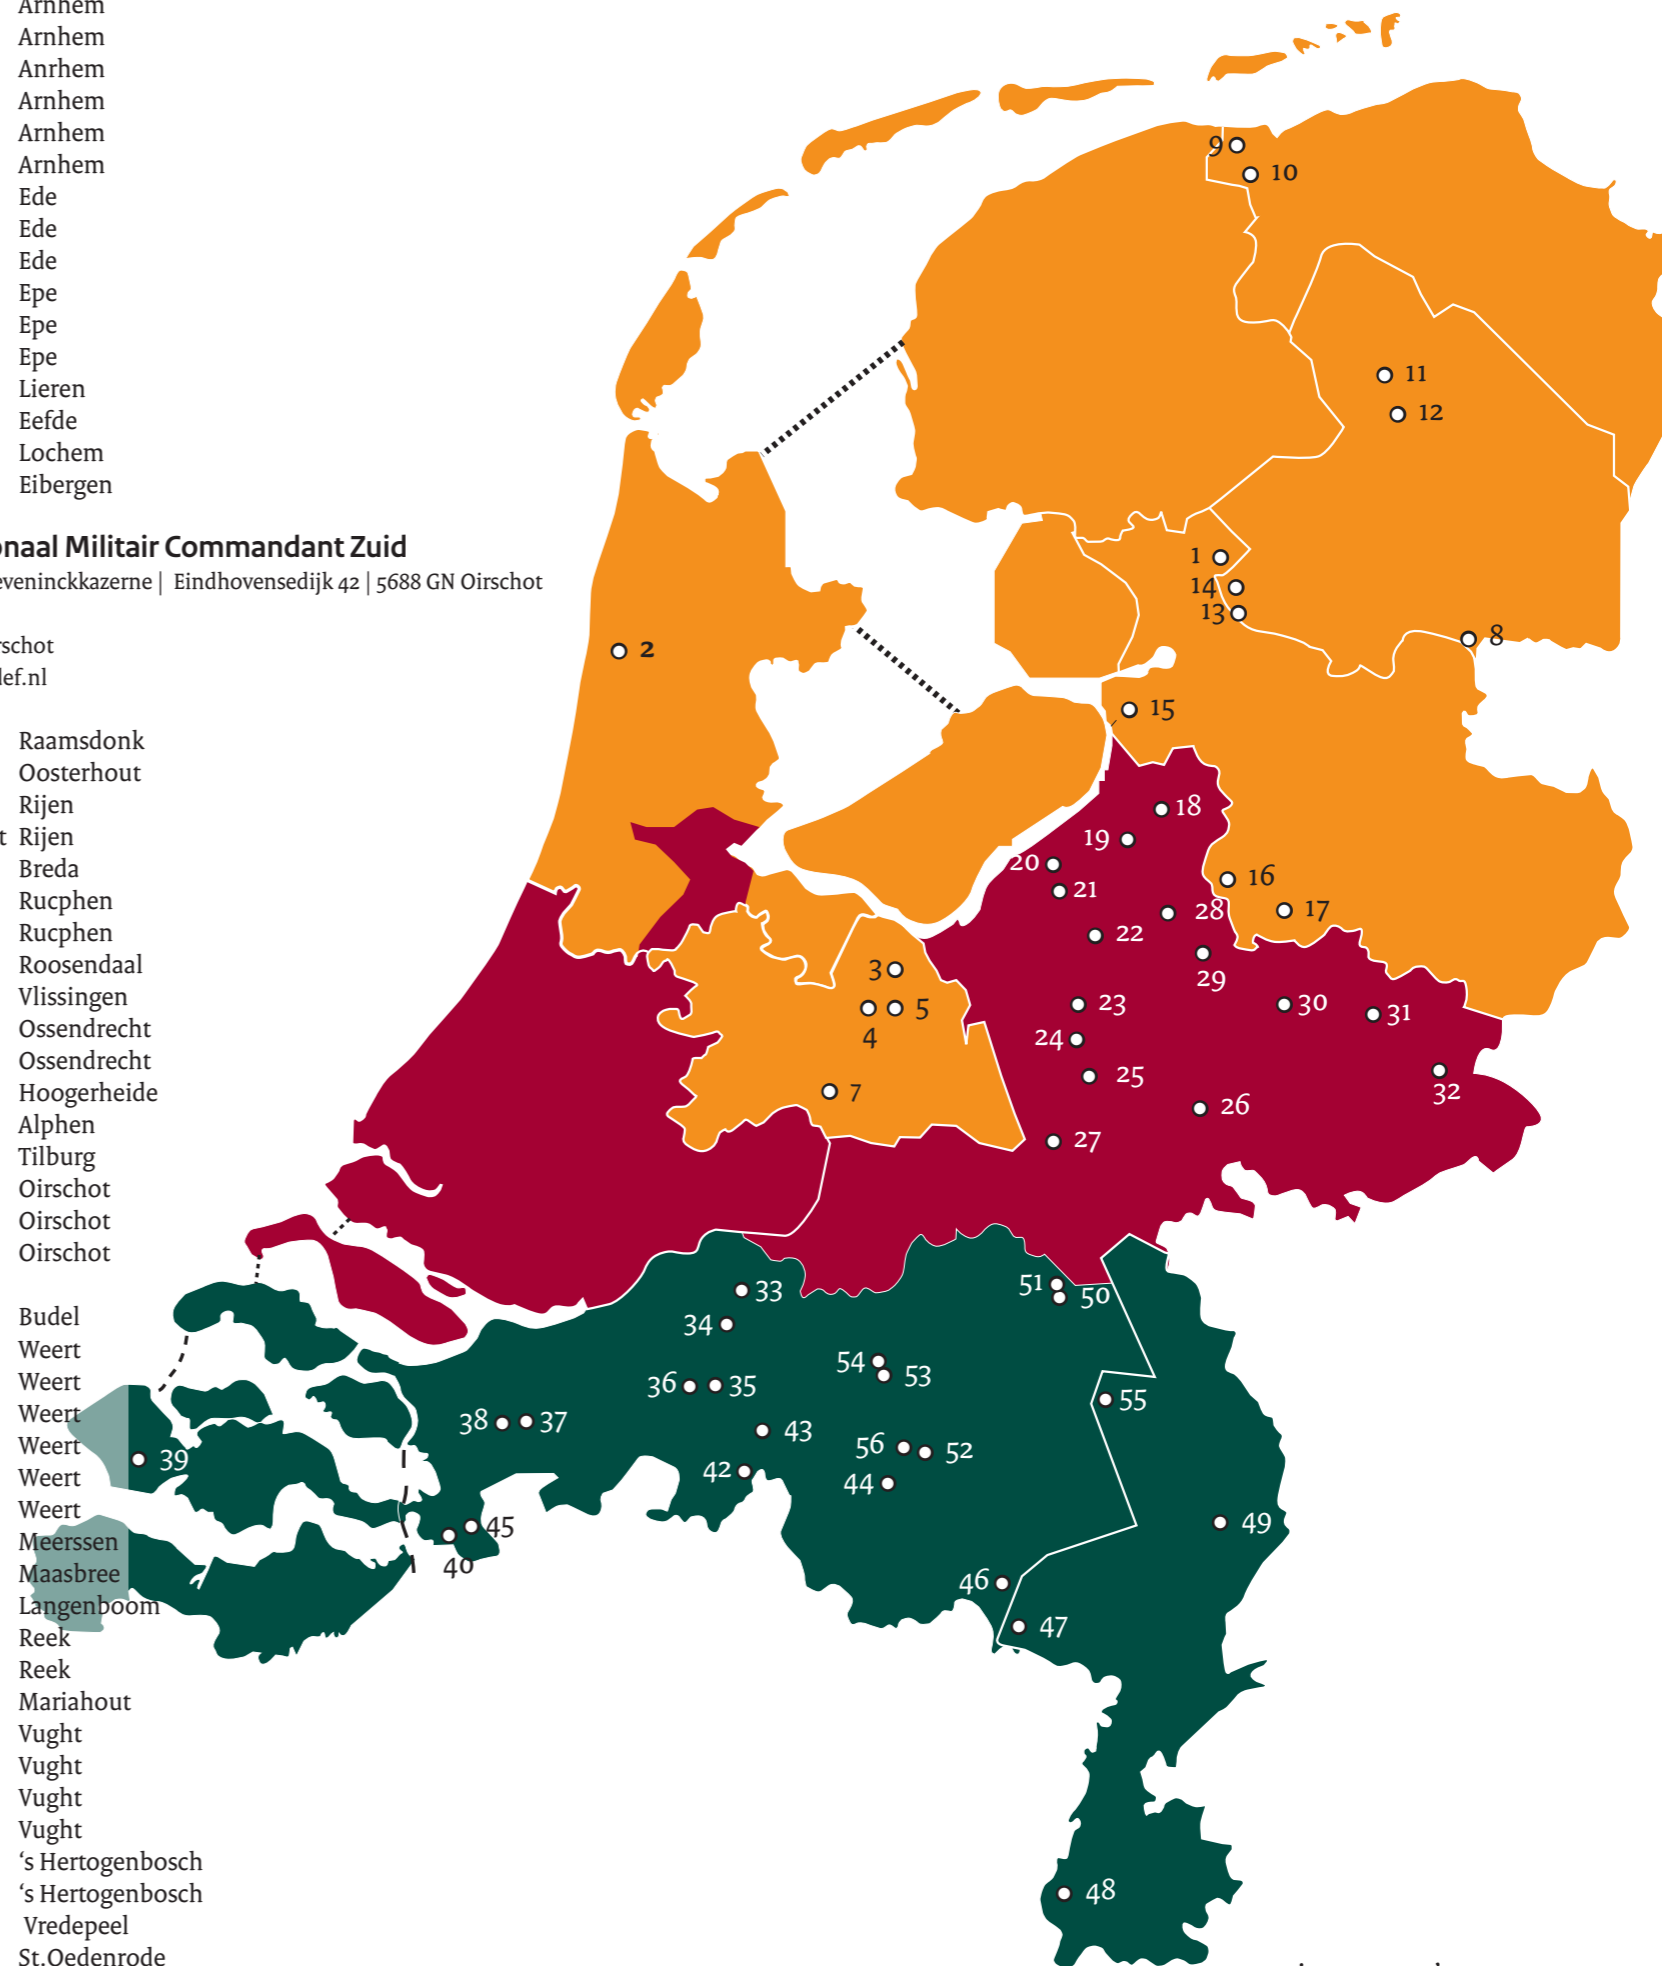 Arnhem
Arnhem
Anrhem
Arnhem
Arnhem
Arnhem
Ede
Ede
Ede
Epe
Epe
Epe
Lieren
Eefde
Lochem
Eibergen
onaal Militair Commandant Zuid
eveninckkazerne | Eindhovensedijk 42 | 5688 GN Oirschot
rschot
def.nl
Raamsdonk
Oosterhout
Rijen
t Rijen
Breda
Rucphen
Rucphen
Roosendaal
Vlissingen
Ossendrecht
Ossendrecht
Hoogerheide
Alphen
Tilburg
Oirschot
Oirschot
Oirschot
Budel
Weert
Weert
Weert
Weert
Weert
Weert
Meerssen
Maasbree
Langenboom
Reek
Reek
Mariahout
Vught
Vught
Vught
Vught
‘s Hertogenbosch
‘s Hertogenbosch
Vredepeel
St.Oedenrode
9
10
11
12
1
14
13
8
2
15
18
19
20
21
16
17
28
22
29
3
4
5
23
30
31
24
25
32
7
26
27
51
50
33
34
54
53
36
35
55
38
37
43
56
52
39
42
44
45
40
49
46
47
48